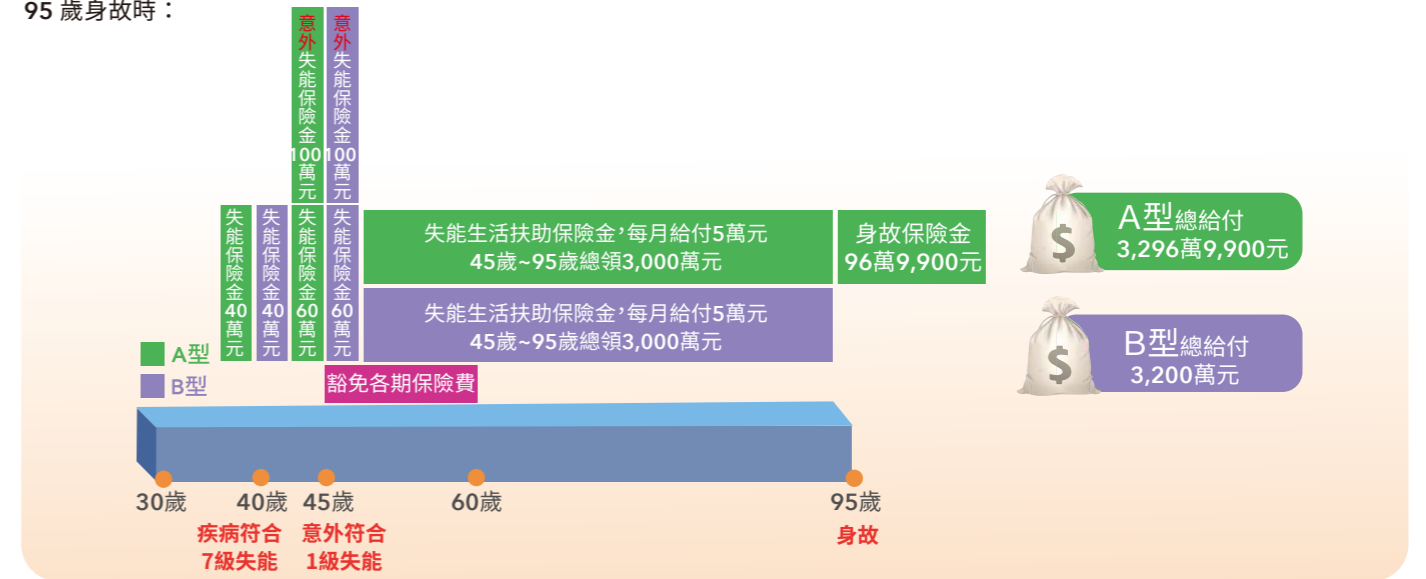 95 歲身故時：
意外失能保險金100萬元
意外失能保險金100萬元
失能保險金40萬元
失能保險金40萬元
失能保險金60萬元
失能保險金60萬元
失能生活扶助保險金，每月給付5萬元
45歲~95歲總領3,000萬元
身故保險金
96萬9,900元
失能生活扶助保險金，每月給付5萬元
45歲~95歲總領3,000萬元
A型總給付
3,296萬9,900元
B型總給付
3,200萬元
A型
B型
豁免各期保險費
30歲
40歲
45歲
60歲
95歲
疾病符合
7級失能
意外符合
1級失能
身故
$
$